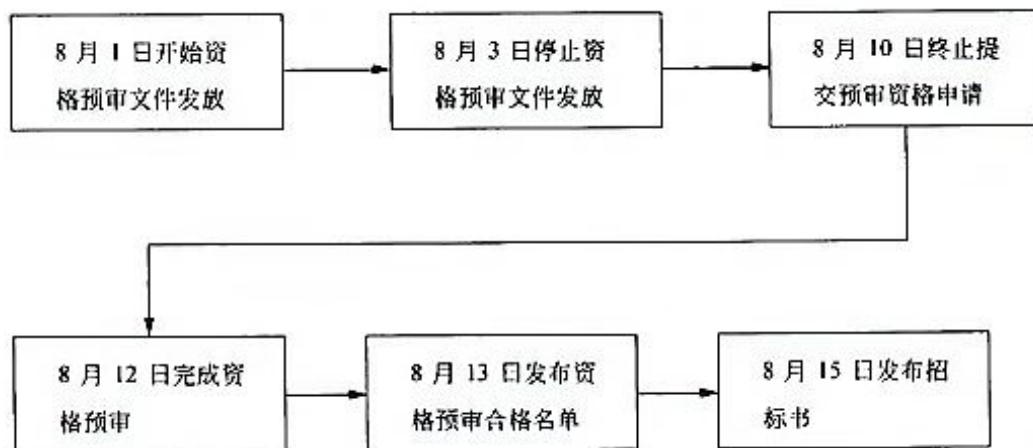 8 月 1 日开始资
格预审文件发放
8 月 3 日停止资
格预审文件发放
8 月 10 日终止提
交预审资格申请
8 月 12 日完成资
格预审
8 月 13 日发布资
格预审合格名单
8 月 15 日发布招
标书